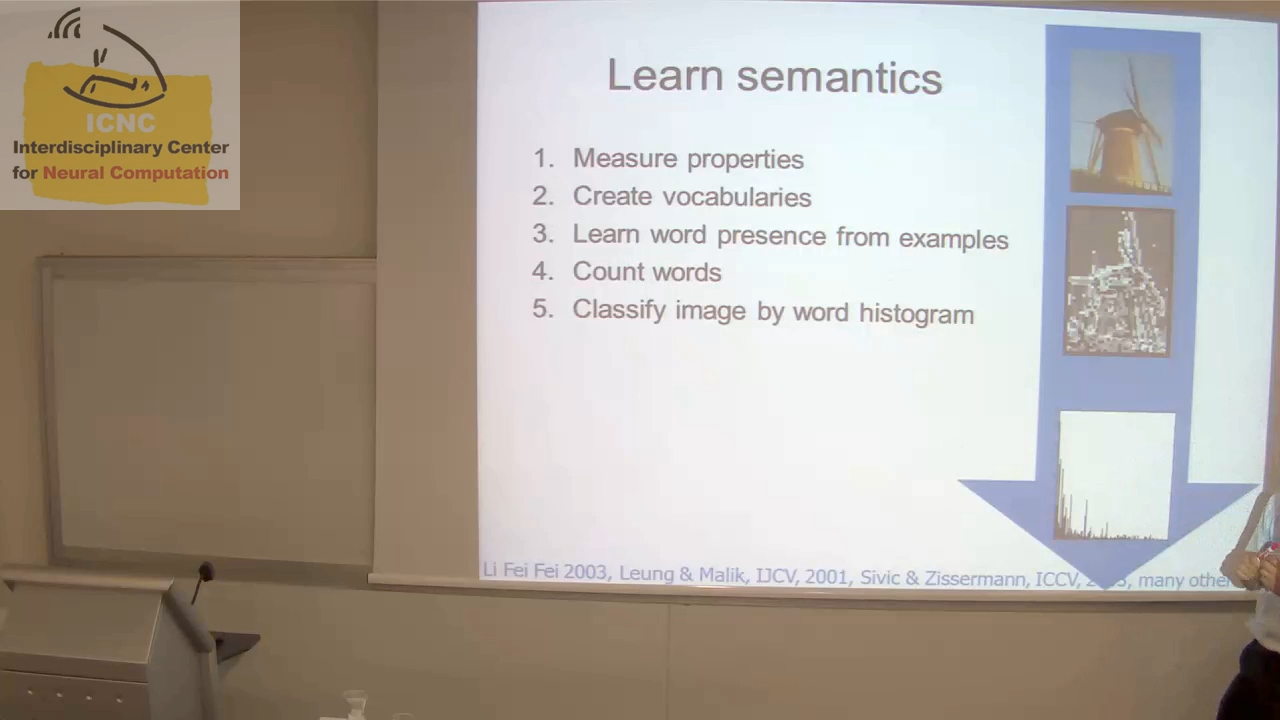 ICNC
Interdisciplinary Center
for Neural Computation
Learn semantics
1. Measure properties
2. Create vocabularies
3. Learn word presence from examples
4. Count words
5. Classify image by word histogram
Li Fei Fei 2003, Leung & Malik, IJCV, 2001, Sivic & Zissermann, ICCV, many other